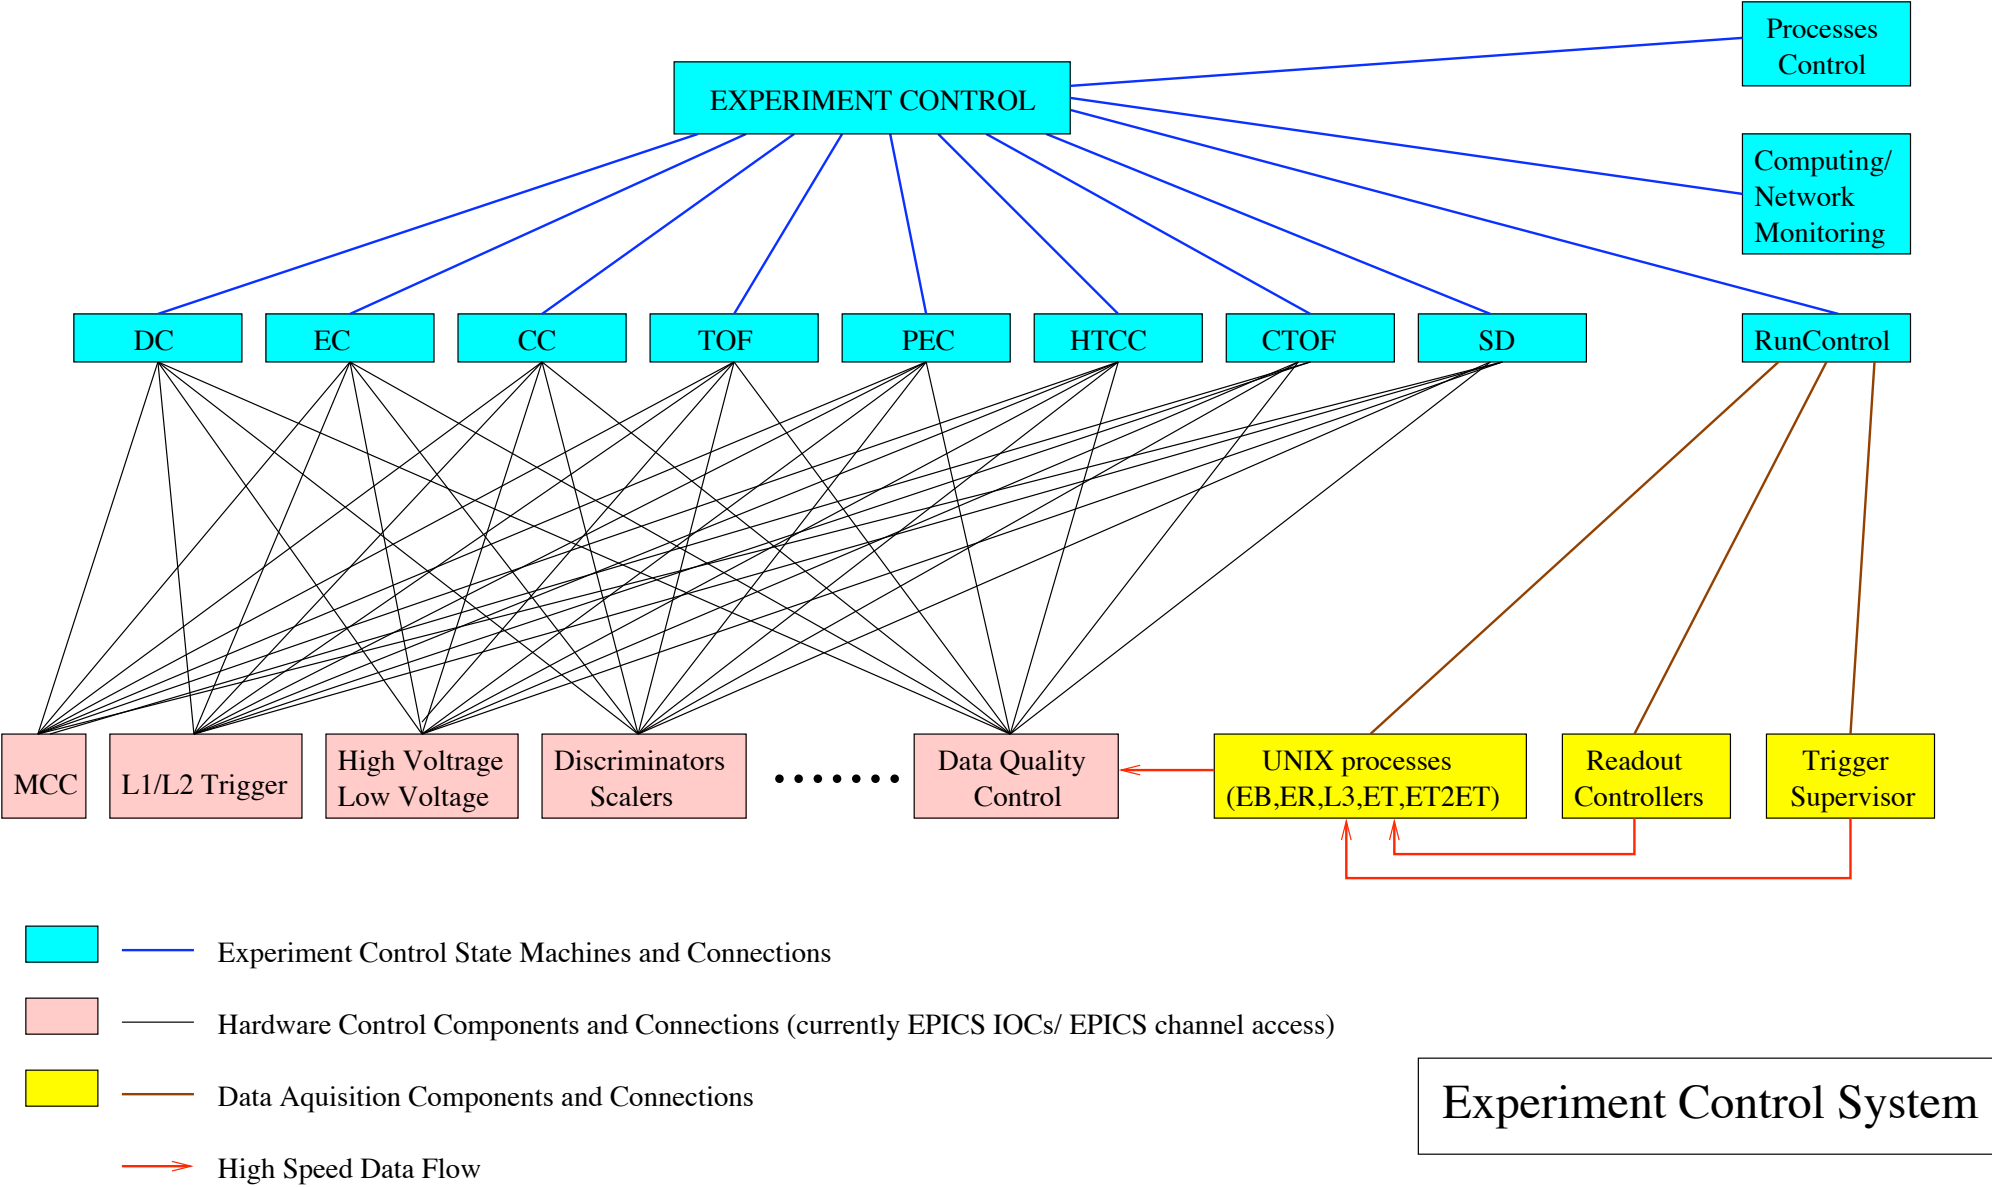 Processes
Control
EXPERIMENT CONTROL
Computing/
Network
Monitoring
DC
EC
CC
TOF
PEC
HTCC
CTOF
SD
RunControl
MCC
L1/L2 Trigger
High Voltrage
Low Voltage
Discriminators
Scalers
.......
Data Quality
Control
UNIX processes
(EB,ER,L3,ET,ET2ET)
Readout
Controllers
Trigger
Supervisor
Experiment Control State Machines and Connections
Hardware Control Components and Connections (currently EPICS IOCs/ EPICS channel access)
Data Aquisition Components and Connections
High Speed Data Flow
Experiment Control System